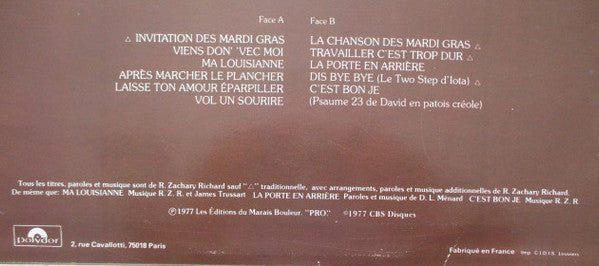 Face A
△ INVITATION DES MARDI GRAS
VIENS DON' 'VEC MOI
MA LOUISIANNE
APRÈS MARCHER LE PLANCHER
LAISSE TON AMOUR ÉPARPILLER
VOL UN SOURIRE
Face B
LA CHANSON DES MARDI GRAS △
TRAVAILLER C'EST TROP DUR △
LA PORTE EN ARRIÈRE
DIS BYE BYE (Le Two Step d'Iota) △
C'EST BON JE
(Psaume 23 de David en patois créole)
Tous les titres, paroles et musique sont de R. Zachary Richard sauf "△" traditionnelle, avec arrangements, paroles et musique additionnelles de R. Zachary Richard.
De même que: MA LOUISIANNE Musique R. Z. R. et James Trussart LA PORTE EN ARRIÈRE Paroles et musique de D. L. Ménard C'EST BON JE Musique R. Z. R.
Ⓟ 1977 Les Éditions du Marais Bouleur. "PRO." ©1977 CBS Disques
polydor
2, rue Cavallotti, 75018 Paris
Fabriqué en France Imp. C.I.D.I.S. Louviers